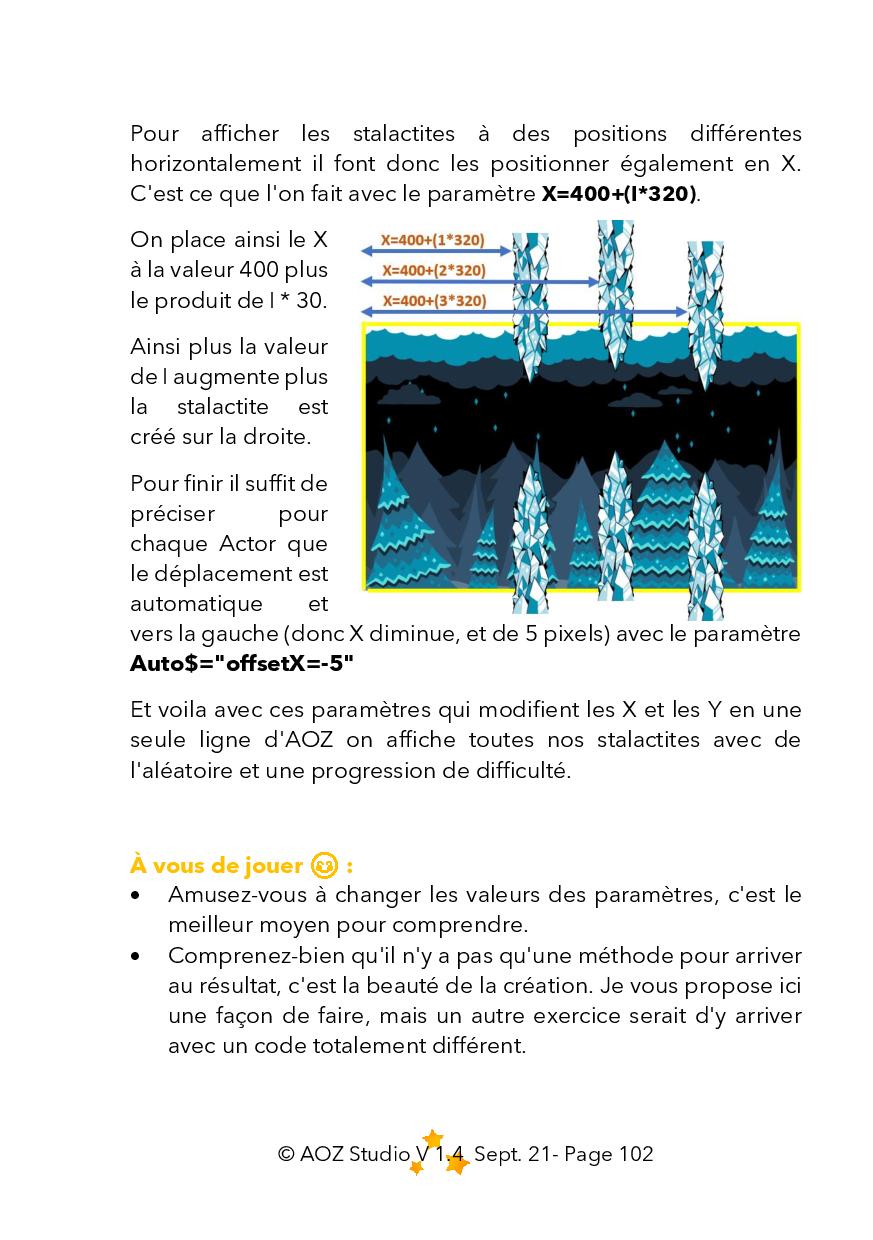 Pour afficher les stalactites à des positions différentes
horizontalement il font donc les positionner également en X.
C'est ce que l'on fait avec le paramètre X=400+(I*320).
On place ainsi le X
à la valeur 400 plus
le produit de I * 30.
Ainsi plus la valeur
de I augmente plus
la stalactite est
créé sur la droite.
Pour finir il suffit de
préciser pour
chaque Actor que
le déplacement est
automatique et
X=400+(1*320)
X=400+(2*320)
X=400+(3*320)
vers la gauche (donc X diminue, et de 5 pixels) avec le paramètre
Auto$="offsetX=-5"
Et voila avec ces paramètres qui modifient les X et les Y en une
seule ligne d'AOZ on affiche toutes nos stalactites avec de
l'aléatoire et une progression de difficulté.
À vous de jouer 😊 :
• Amusez-vous à changer les valeurs des paramètres, c'est le
meilleur moyen pour comprendre.
• Comprenez-bien qu'il n'y a pas qu'une méthode pour arriver
au résultat, c'est la beauté de la création. Je vous propose ici
une façon de faire, mais un autre exercice serait d'y arriver
avec un code totalement différent.
© AOZ Studio V 1.4 Sept. 21- Page 102